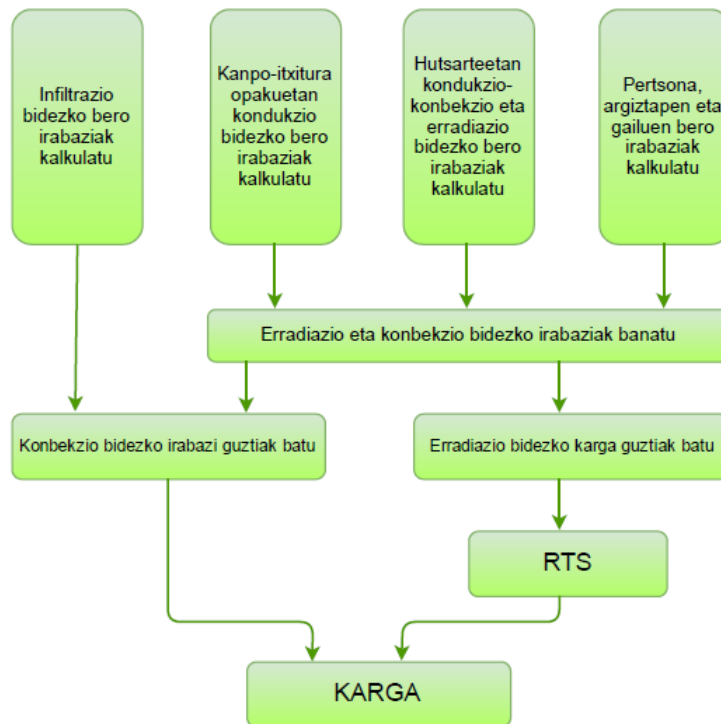 Infiltrazio
bidezko bero
irabaziak
kalkulatu
Kanpo-itxitura
opakuetan
kondukzio
bidezko bero
irabaziak
kalkulatu
Hutsarteetan
kondukzio-
konbekzio eta
erradiazio
bidezko bero
irabaziak
kalkulatu
Pertsona,
argiztapen eta
gailuen bero
irabaziak
kalkulatu
Erradiazio eta konbekzio bidezko irabaziak banatu
Konbekzio bidezko irabazi guztiak batu
Erradiazio bidezko karga guztiak batu
RTS
KARGA